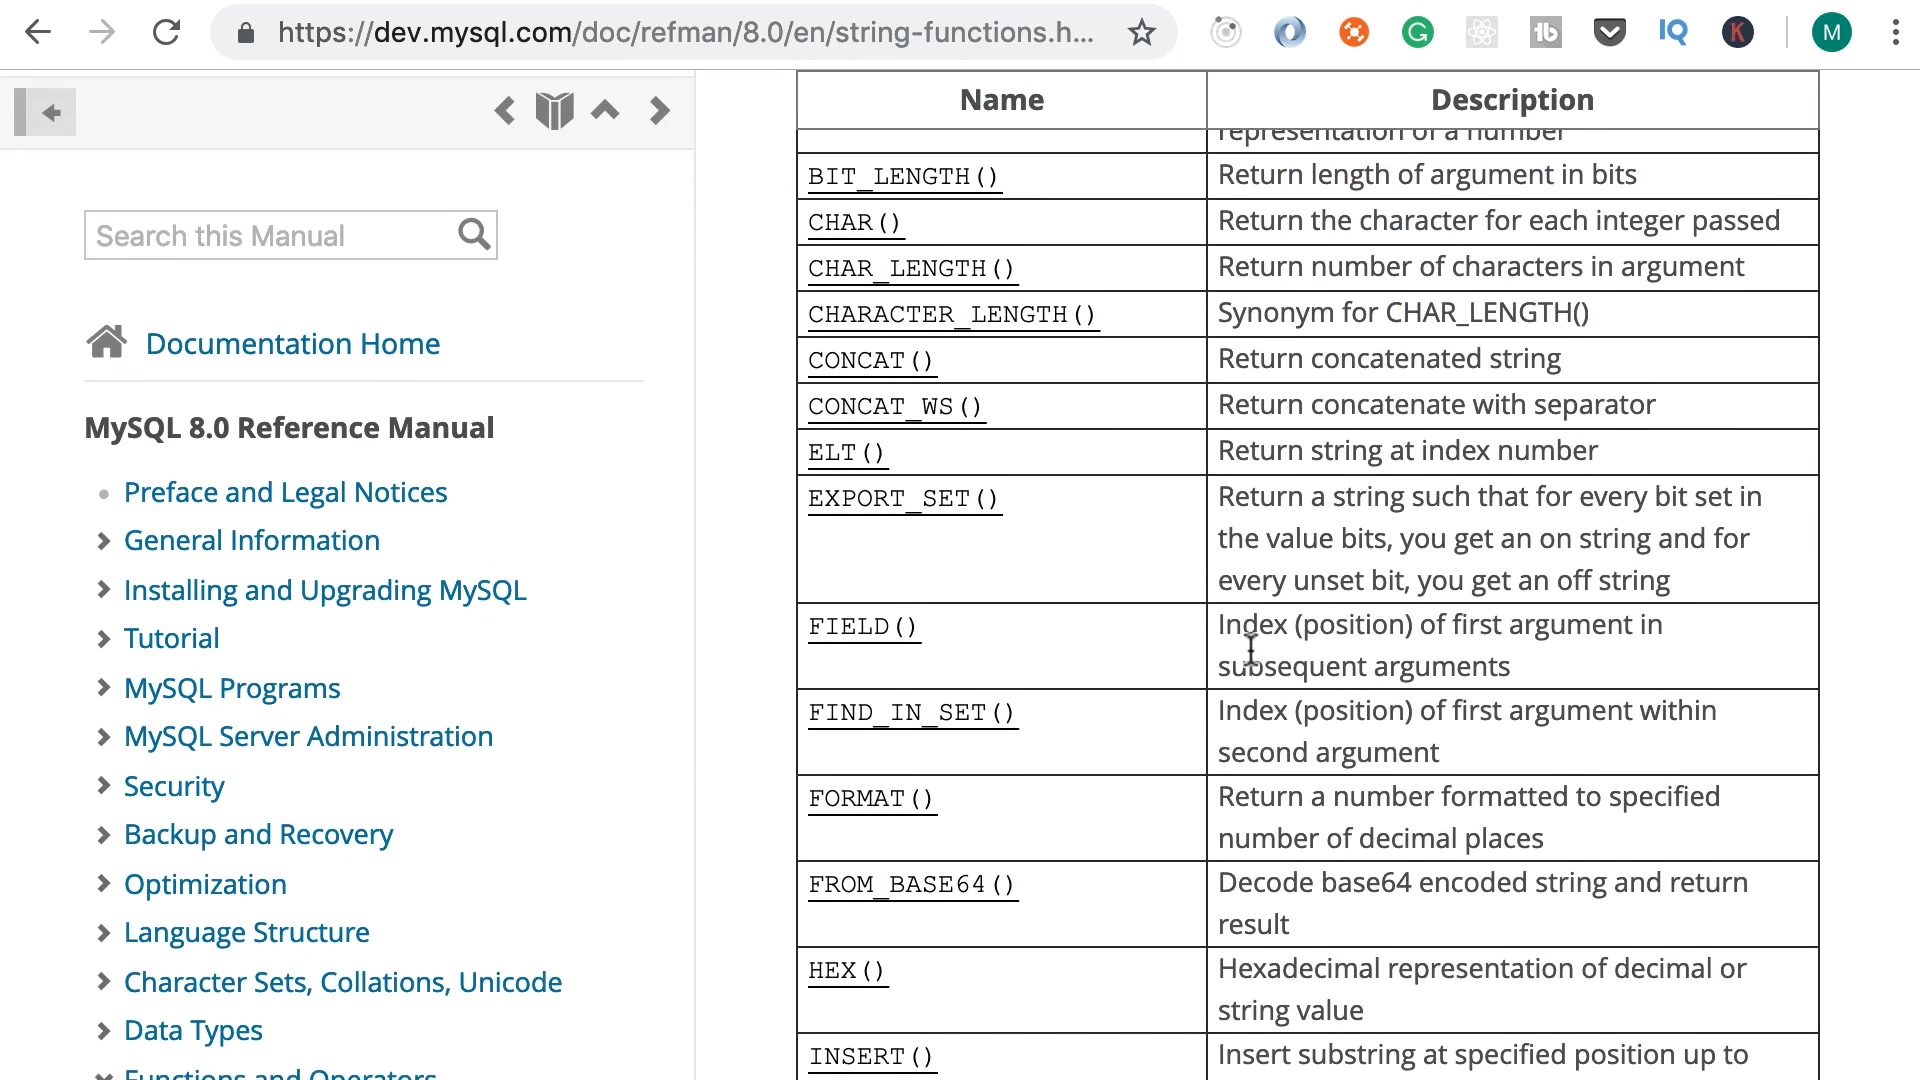 https://dev.mysql.com/doc/refman/8.0/en/string-functions.h...
tb
IQ
K
M
Search this Manual
Documentation Home
MySQL 8.0 Reference Manual
Preface and Legal Notices
General Information
Installing and Upgrading MySQL
Tutorial
MySQL Programs
MySQL Server Administration
Security
Backup and Recovery
Optimization
Language Structure
Character Sets, Collations, Unicode
Data Types
Functions and Operators
Name Description
representation of a number
BIT_LENGTH() Return length of argument in bits
CHAR() Return the character for each integer passed
CHAR_LENGTH() Return number of characters in argument
CHARACTER_LENGTH() Synonym for CHAR_LENGTH()
CONCAT() Return concatenated string
CONCAT_WS() Return concatenate with separator
ELT() Return string at index number
EXPORT_SET() Return a string such that for every bit set in
the value bits, you get an on string and for
every unset bit, you get an off string
FIELD() Index (position) of first argument in
subsequent arguments
FIND_IN_SET() Index (position) of first argument within
second argument
FORMAT() Return a number formatted to specified
number of decimal places
FROM_BASE64() Decode base64 encoded string and return
result
HEX() Hexadecimal representation of decimal or
string value
INSERT() Insert substring at specified position up to